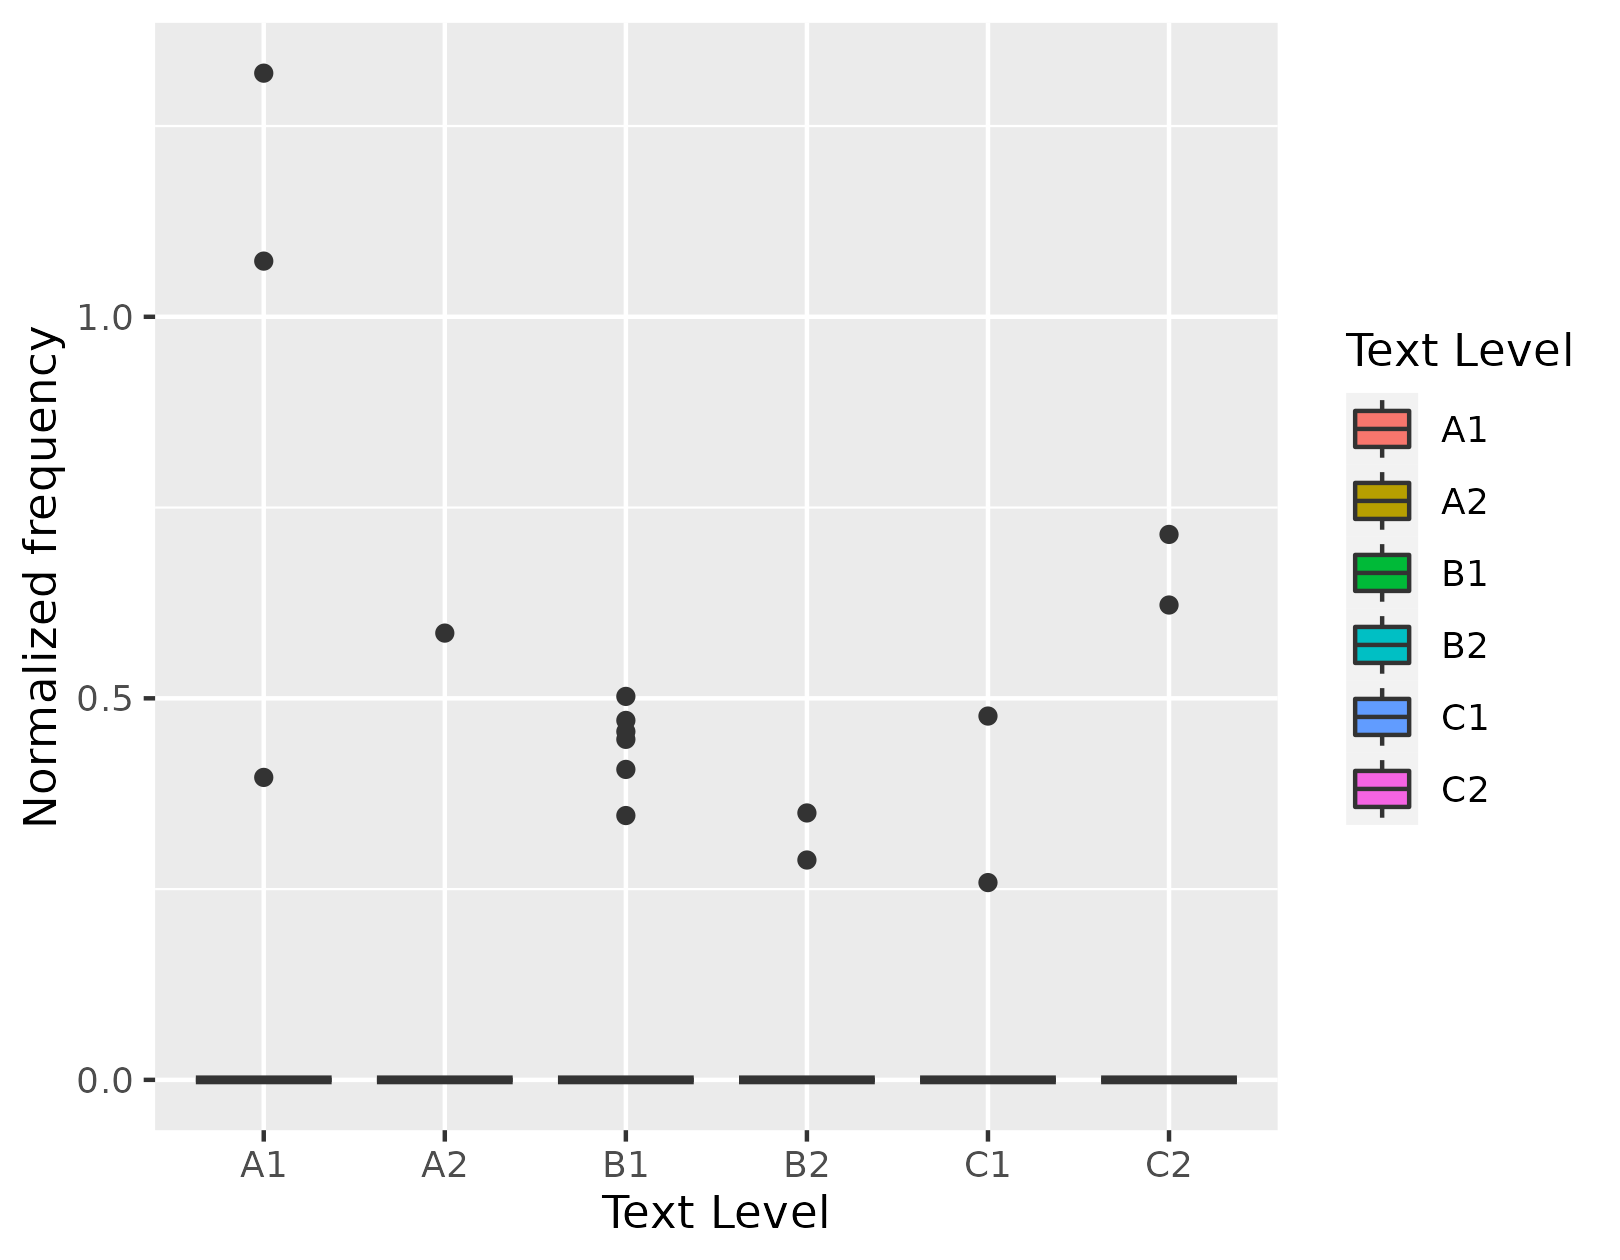 Normalized frequency
1.0
0.5
0.0
A1 A2 B1 B2 C1 C2
Text Level
Text Level
A1
A2
B1
B2
C1
C2